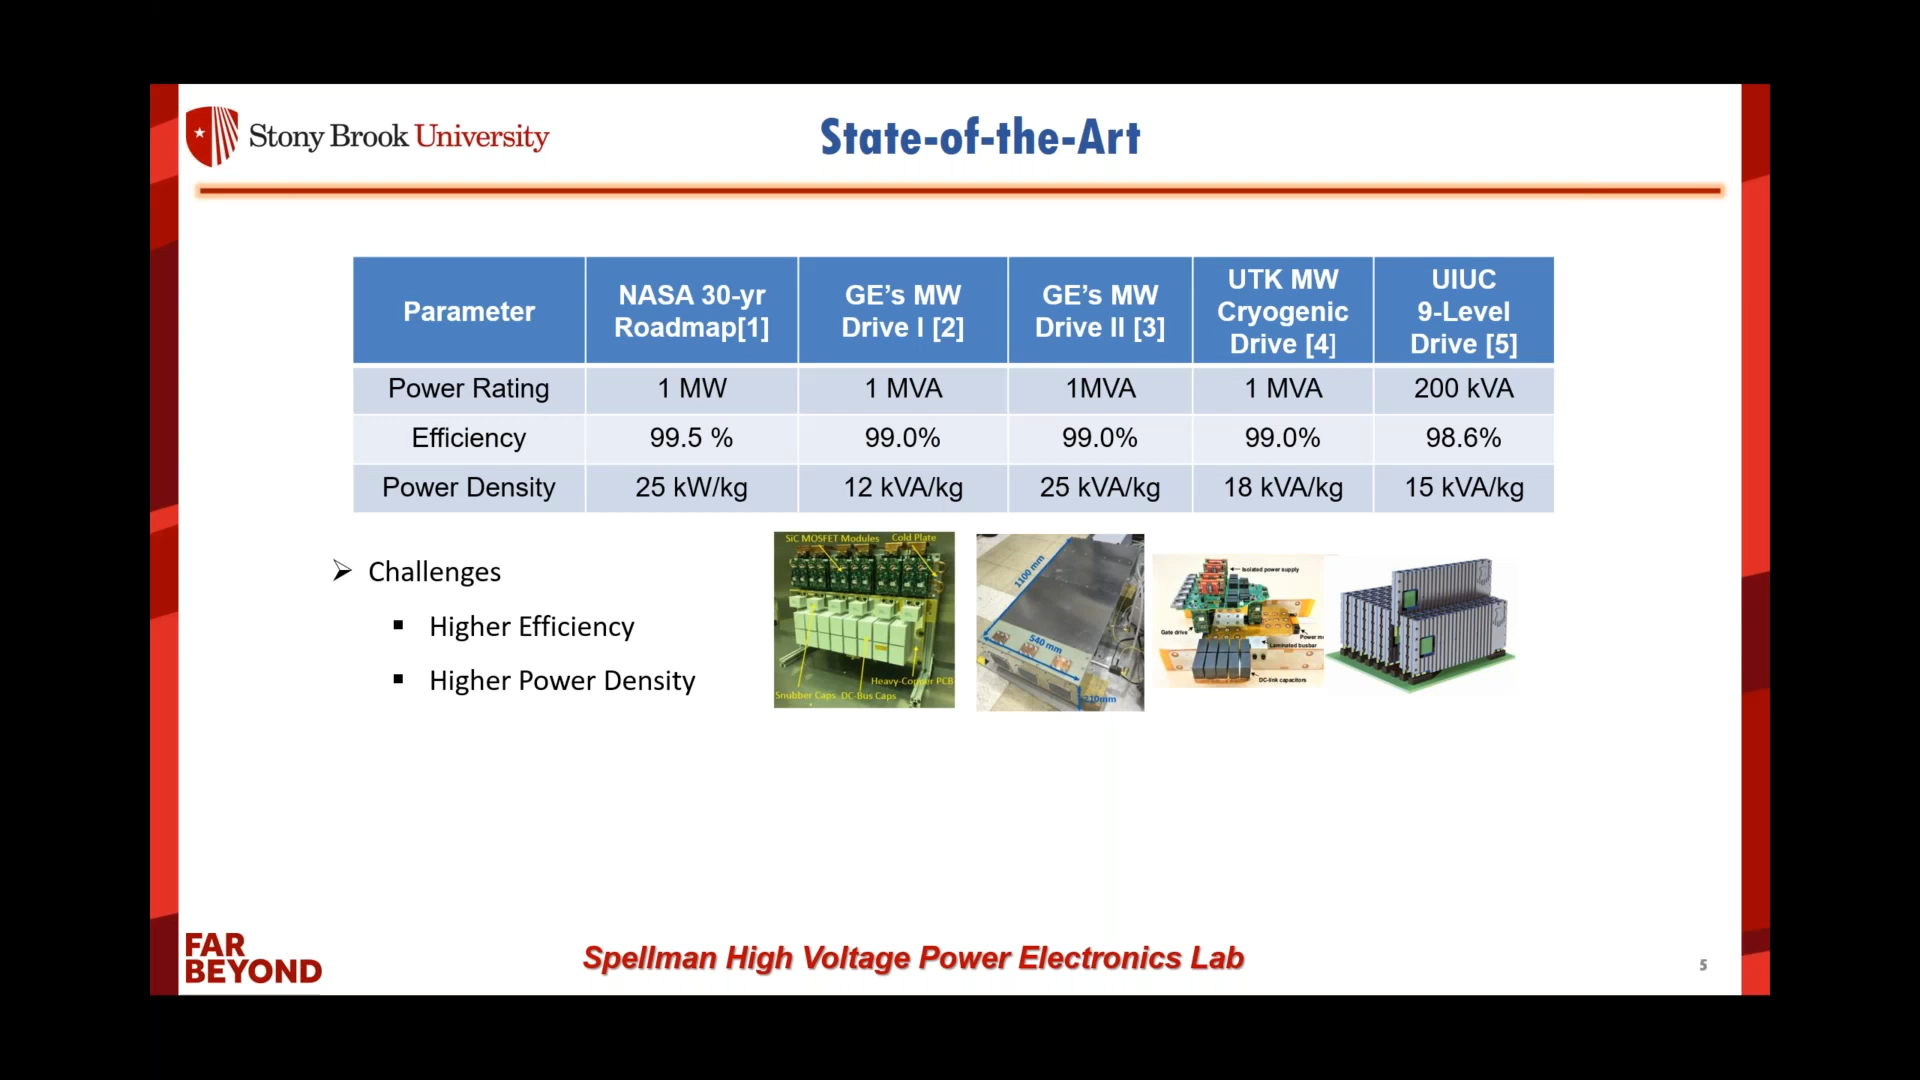 Stony Brook University
State-of-the-Art
Parameter
NASA 30-yr
Roadmap[1]
GE’s MW
Drive I [2]
GE’s MW
Drive II [3]
UTK MW
Cryogenic
Drive [4]
UIUC
9-Level
Drive [5]
Power Rating 1 MW 1 MVA 1MVA 1 MVA 200 kVA
Efficiency 99.5 % 99.0% 99.0% 99.0% 98.6%
Power Density 25 kW/kg 12 kVA/kg 25 kVA/kg 18 kVA/kg 15 kVA/kg
Challenges
Higher Efficiency
Higher Power Density
SiC MOSFET Modules Cold Plate
Heavy-Copper PCB
Snubber Caps DC-Bus Caps
1100 mm
540 mm
Isolated power supply
Gate drive
Power m
Laminated busbar
DC-link capacitors
FAR
BEYOND
Spellman High Voltage Power Electronics Lab
5